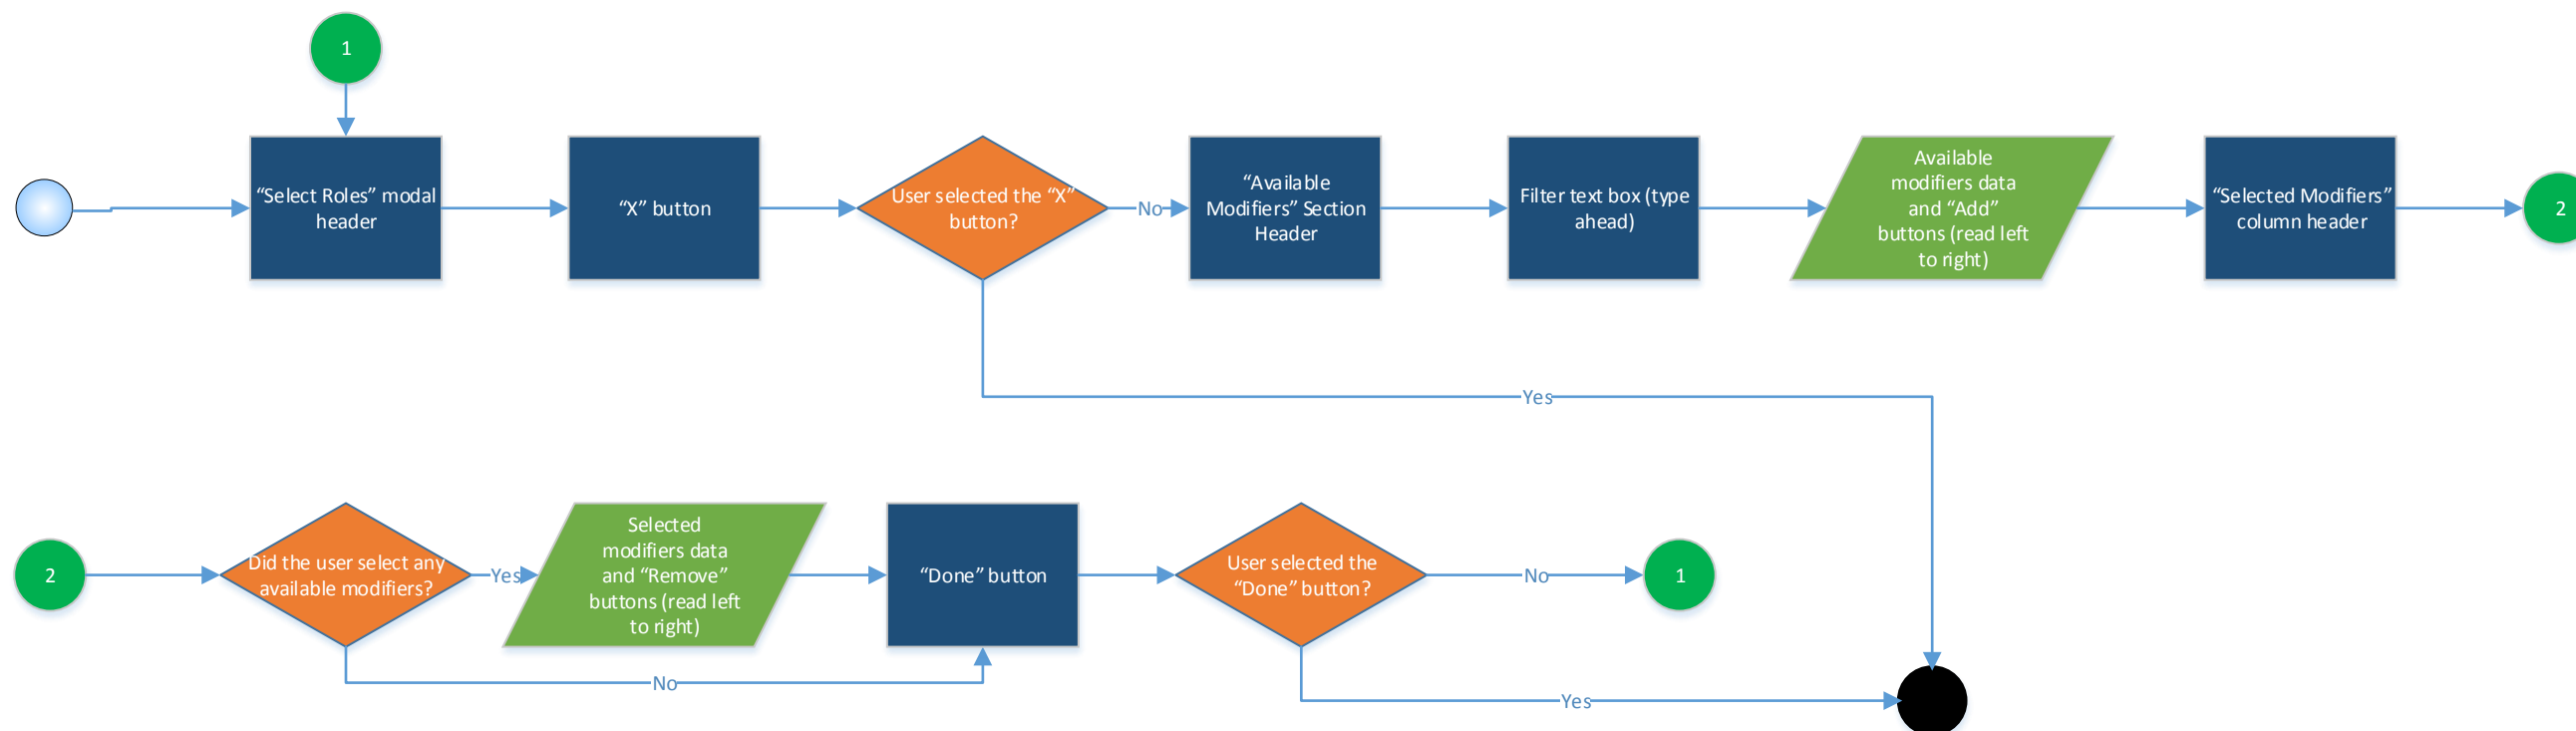 1
“Select Roles” modal
header
“X” button
User selected the “X”
button?
No
“Available
Modifiers” Section
Header
Filter text box (type
ahead)
Available
modifiers data
and “Add”
buttons (read left
to right)
“Selected Modifiers”
column header
2
Yes
2
Did the user select any
available modifiers?
Yes
Selected
modifiers data
and “Remove”
buttons (read left
to right)
“Done” button
User selected the
“Done” button?
No
1
No
Yes